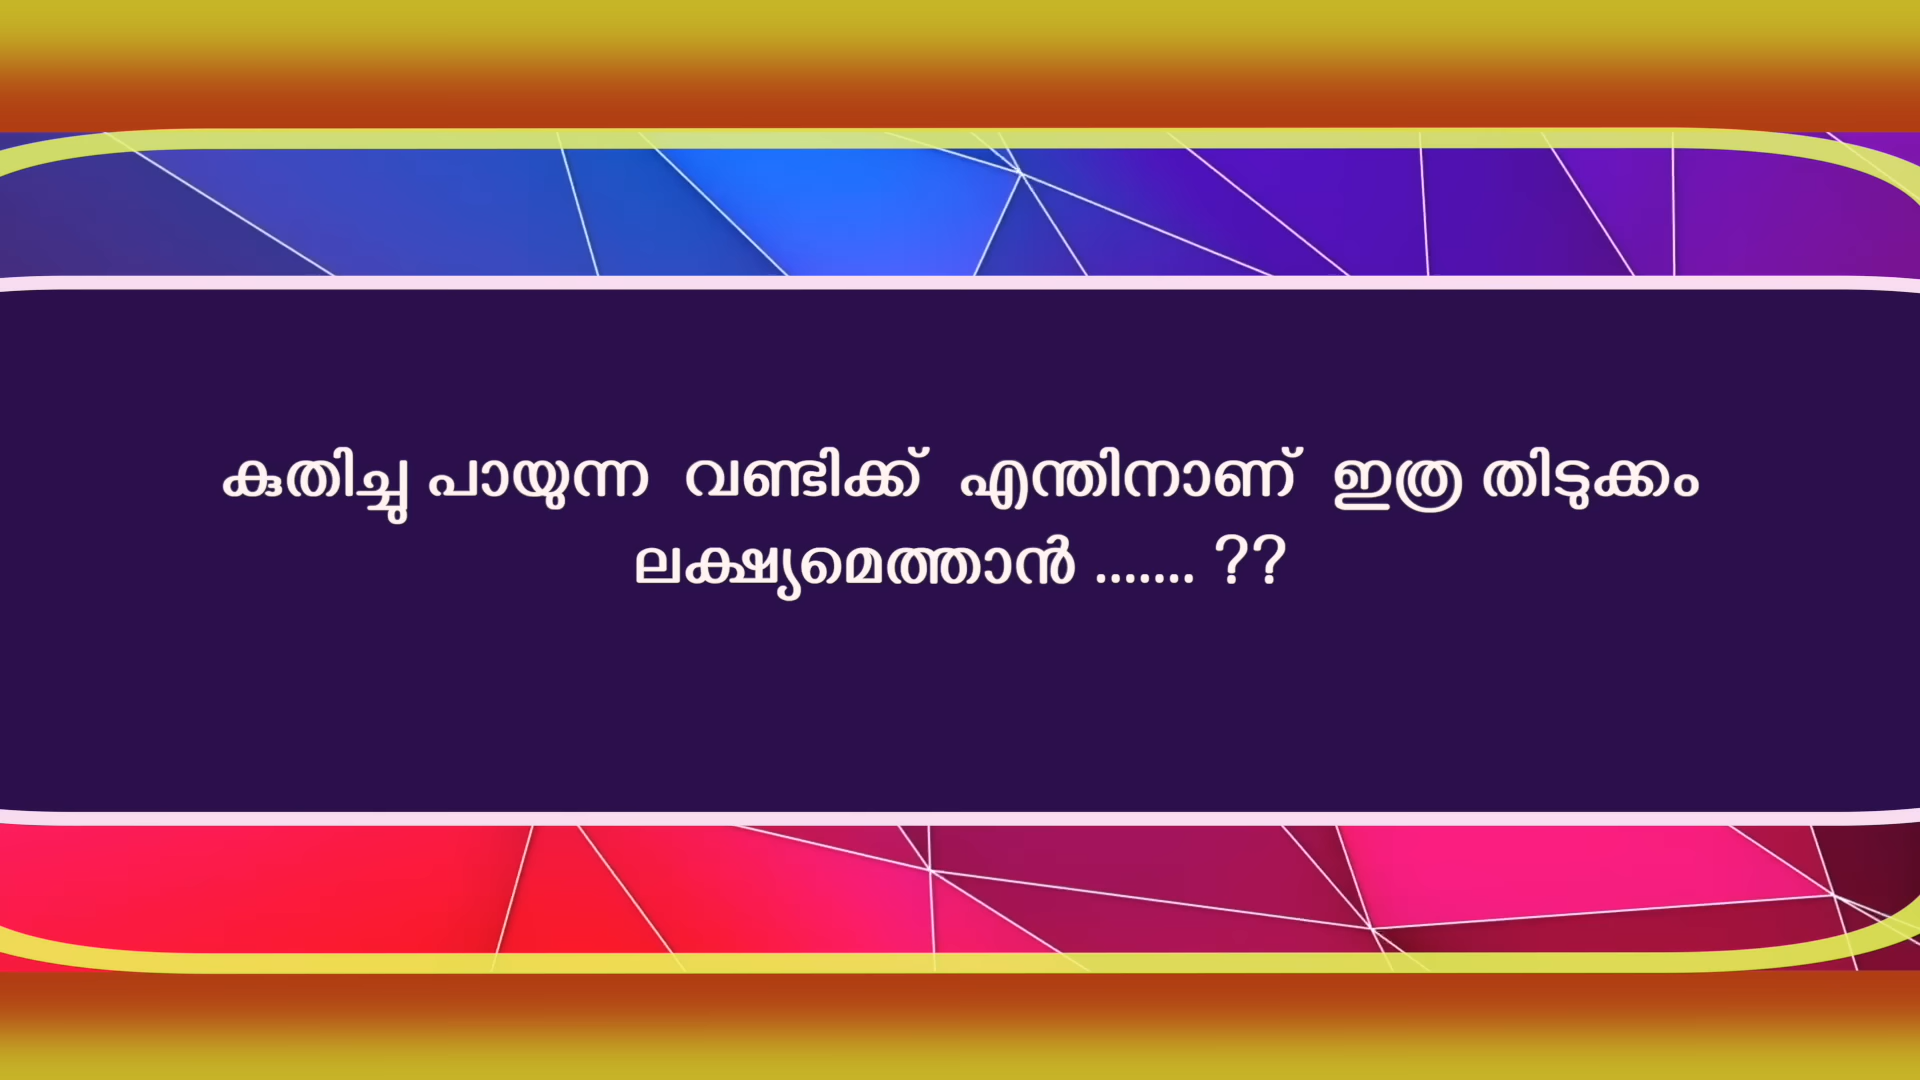 കുതിച്ചു പായുന്ന വണ്ടിക്ക് എന്തിനാണ് ഇത്ര തിടുക്കം
ലക്ഷ്യമെത്താൻ ....... ??